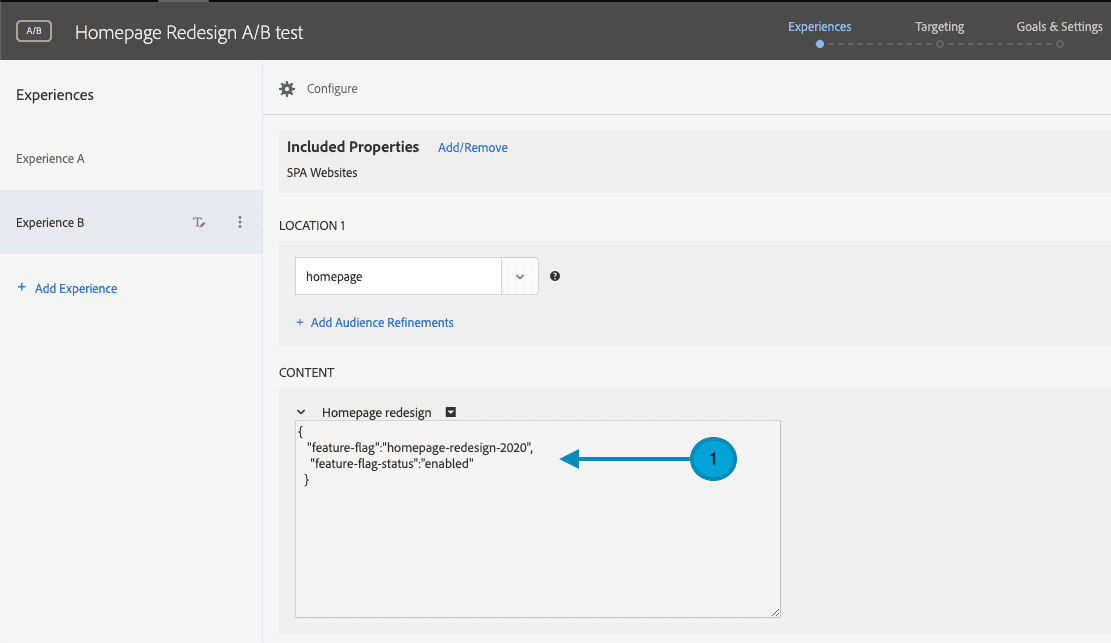 A/B
Homepage Redesign A/B test
Experiences
Targeting
Goals & Settings
Experiences
Experience A
Experience B
+ Add Experience
Configure
Included Properties
Add/Remove
SPA Websites
LOCATION 1
homepage
?
+ Add Audience Refinements
CONTENT
Homepage redesign
{
"feature-flag":"homepage-redesign-2020",
"feature-flag-status":"enabled"
}
1